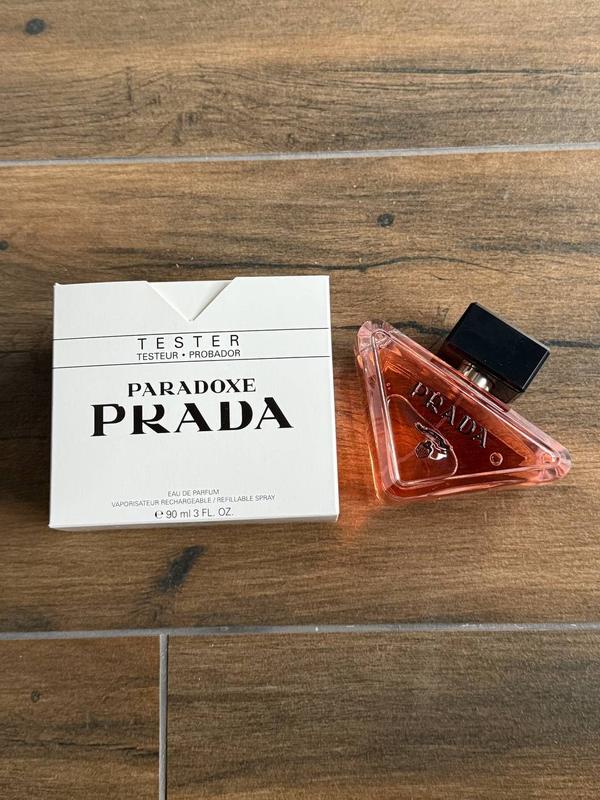 TESTER
TESTEUR • PROBADOR
PARADOXE
PRADA
EAU DE PARFUM
VAPORISATEUR RECHARGEABLE / REFILLABLE SPRAY
℮ 90 ml 3 FL. OZ.
PRADA